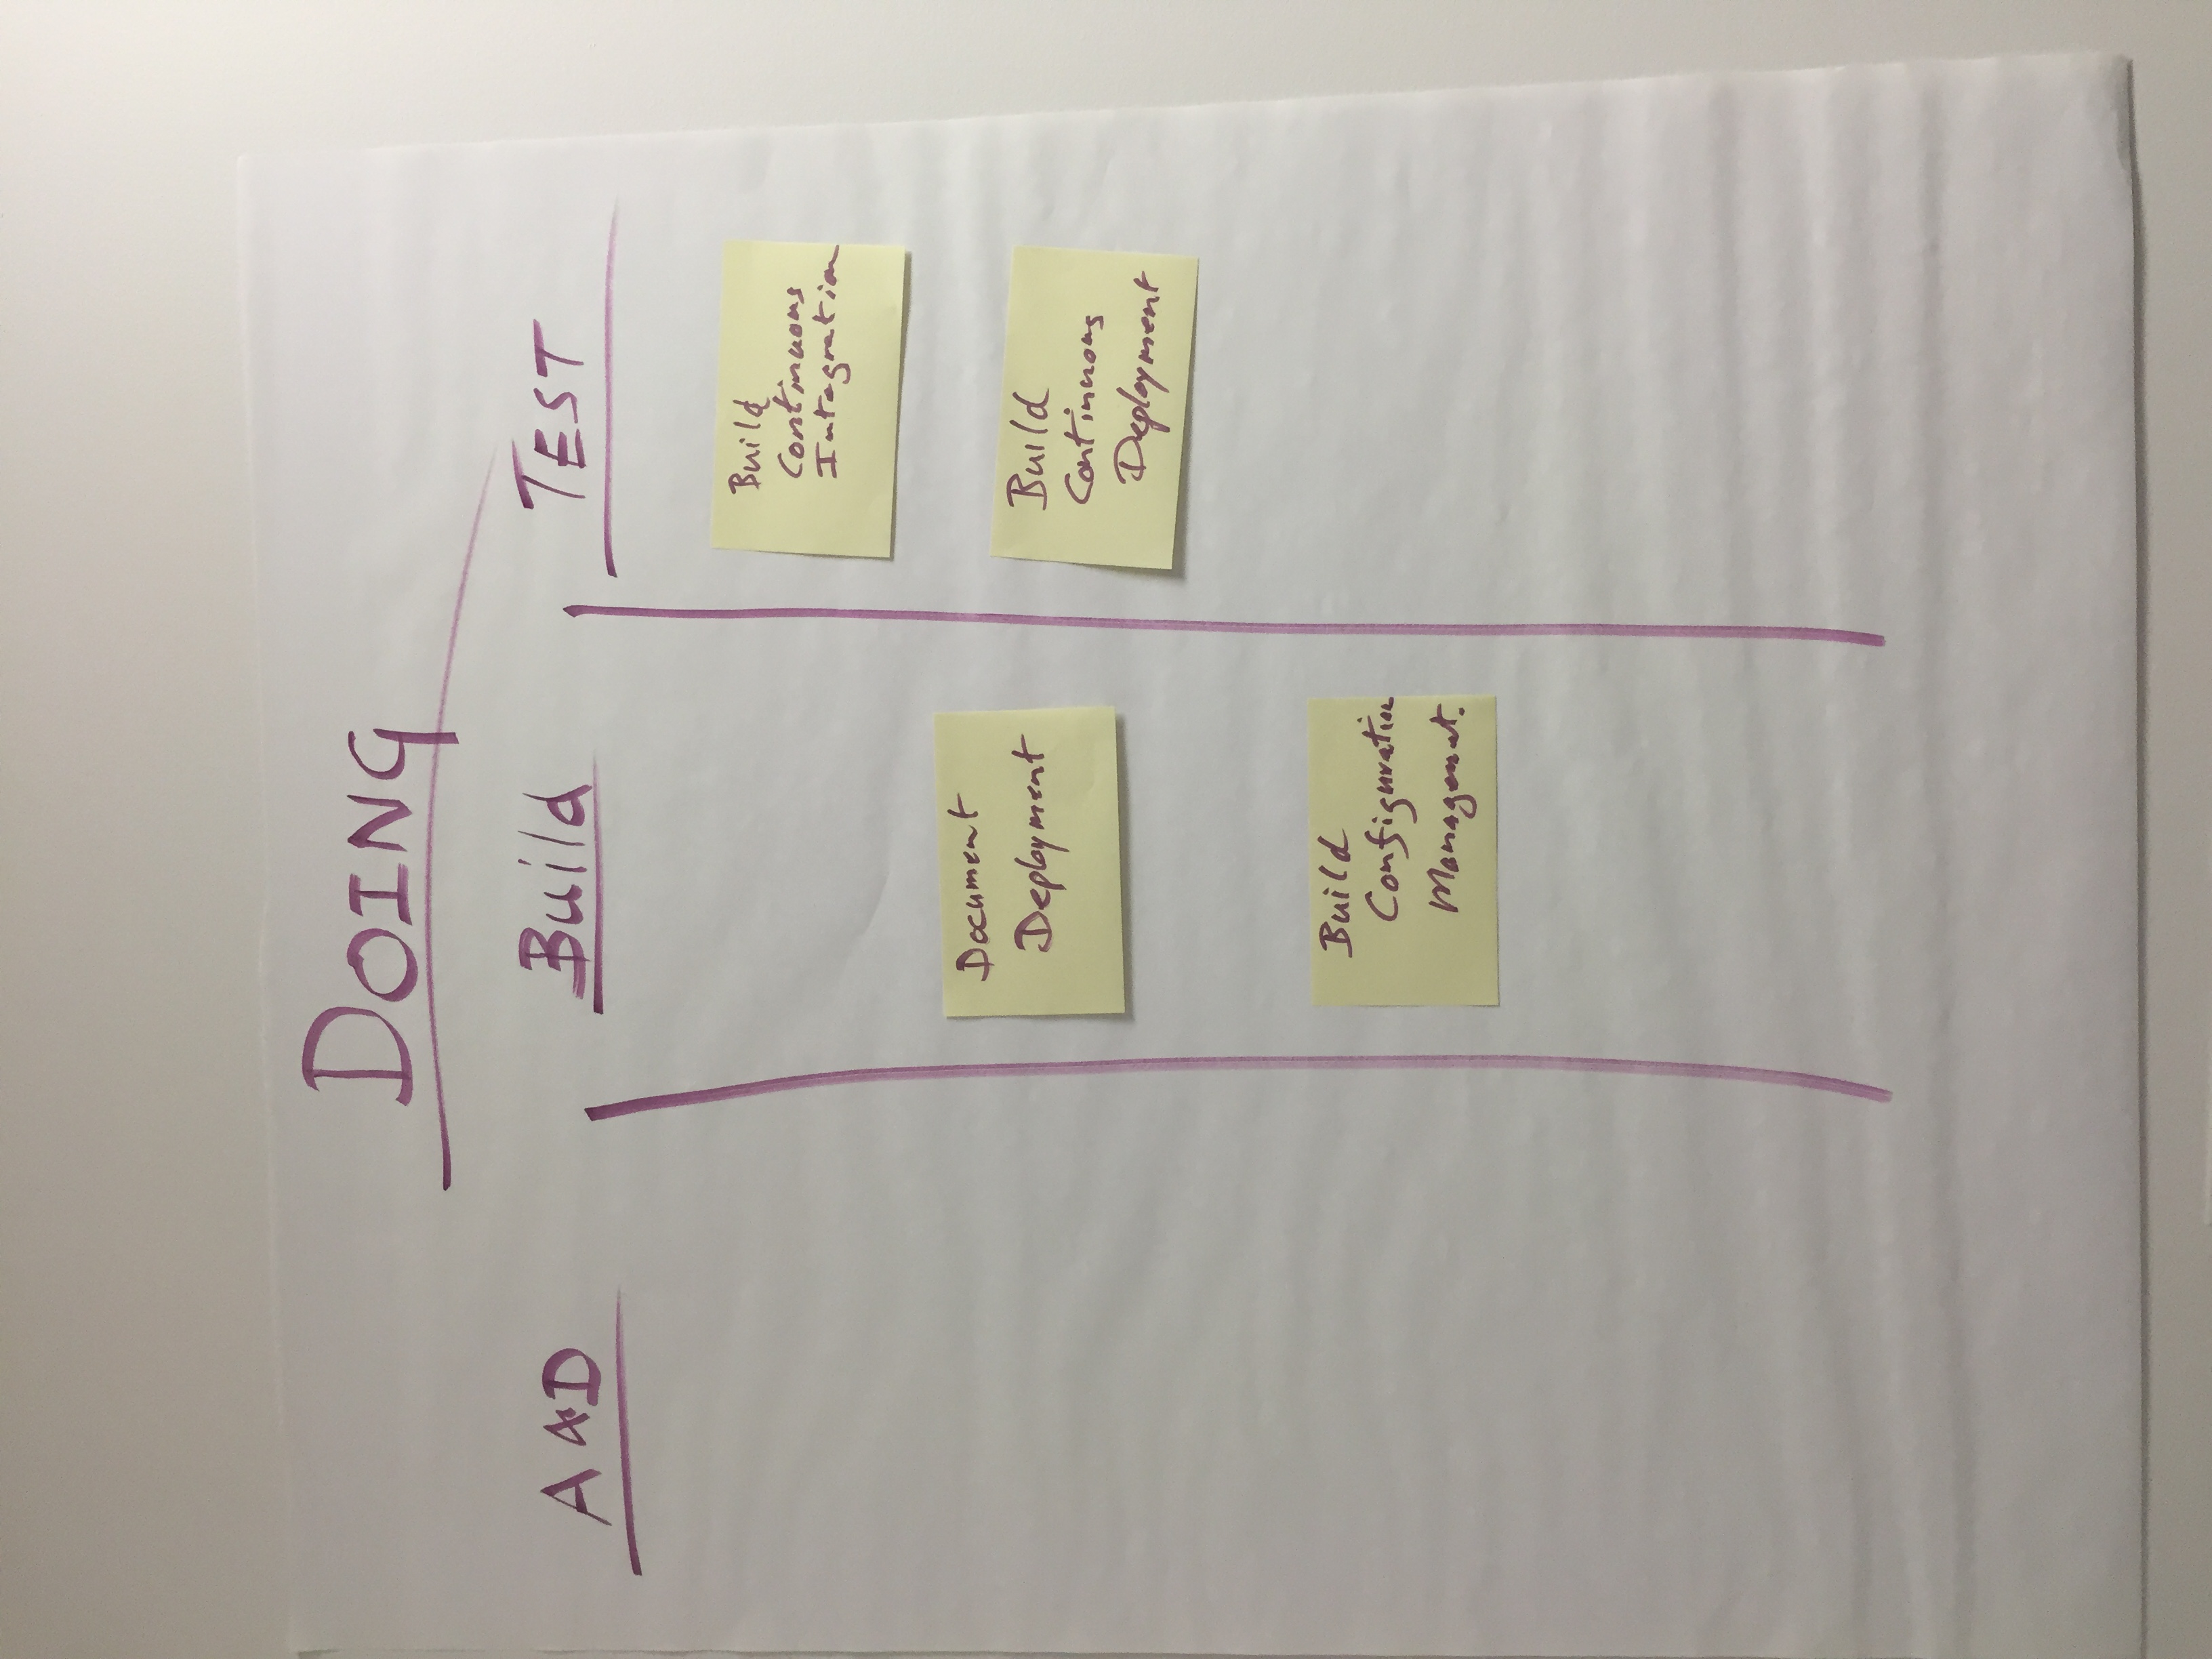 DOING
A & D
Build
TEST
Document
Deployment
Build
Configuration
Management.
Build
Continuous
Integration
Build
Continuous
Deployment